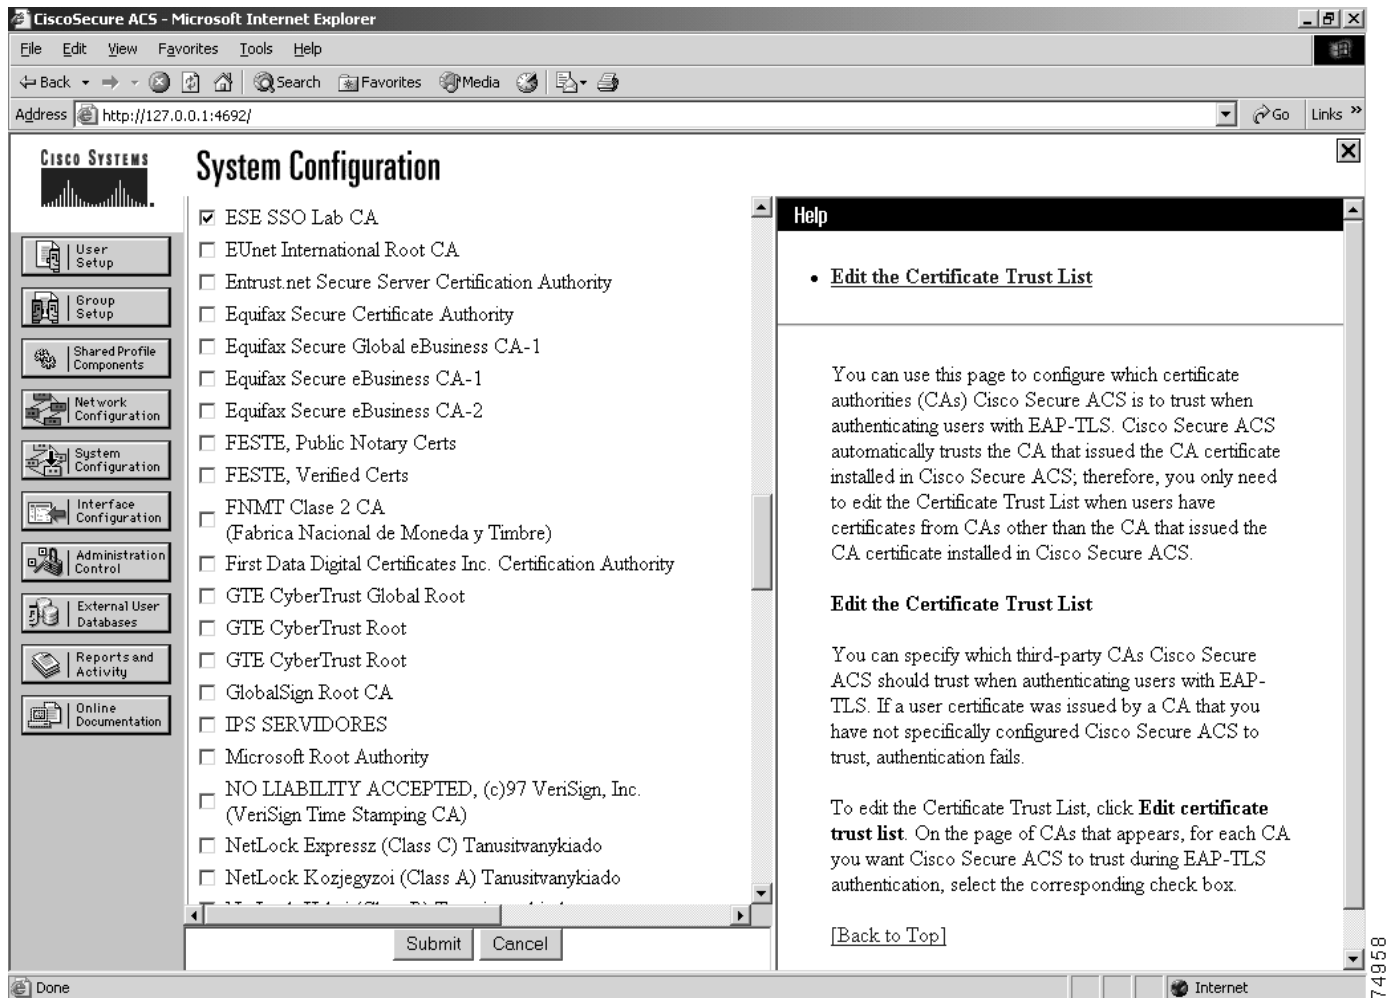 CiscoSecure ACS - Microsoft Internet Explorer
File Edit View Favorites Tools Help
Back Search Favorites Media
Address http://127.0.0.1:4692/ Go Links »
CISCO SYSTEMS
System Configuration
User Setup
Group Setup
Shared Profile Components
Network Configuration
System Configuration
Interface Configuration
Administration Control
External User Databases
Reports and Activity
Online Documentation
ESE SSO Lab CA
EUnet International Root CA
Entrust.net Secure Server Certification Authority
Equifax Secure Certificate Authority
Equifax Secure Global eBusiness CA-1
Equifax Secure eBusiness CA-1
Equifax Secure eBusiness CA-2
FESTE, Public Notary Certs
FESTE, Verified Certs
FNMT Clase 2 CA
(Fabrica Nacional de Moneda y Timbre)
First Data Digital Certificates Inc. Certification Authority
GTE CyberTrust Global Root
GTE CyberTrust Root
GTE CyberTrust Root
GlobalSign Root CA
IPS SERVIDORES
Microsoft Root Authority
NO LIABILITY ACCEPTED, (c)97 VeriSign, Inc.
(VeriSign Time Stamping CA)
NetLock Expressz (Class C) Tanusitvanykiado
NetLock Kozjegyzoi (Class A) Tanusitvanykiado
Submit Cancel
Help
• Edit the Certificate Trust List
You can use this page to configure which certificate
authorities (CAs) Cisco Secure ACS is to trust when
authenticating users with EAP-TLS. Cisco Secure ACS
automatically trusts the CA that issued the CA certificate
installed in Cisco Secure ACS; therefore, you only need
to edit the Certificate Trust List when users have
certificates from CAs other than the CA that issued the
CA certificate installed in Cisco Secure ACS.
Edit the Certificate Trust List
You can specify which third-party CAs Cisco Secure
ACS should trust when authenticating users with EAP-
TLS. If a user certificate was issued by a CA that you
have not specifically configured Cisco Secure ACS to
trust, authentication fails.
To edit the Certificate Trust List, click Edit certificate
trust list. On the page of CAs that appears, for each CA
you want Cisco Secure ACS to trust during EAP-TLS
authentication, select the corresponding check box.
[Back to Top]
Done Internet
74958